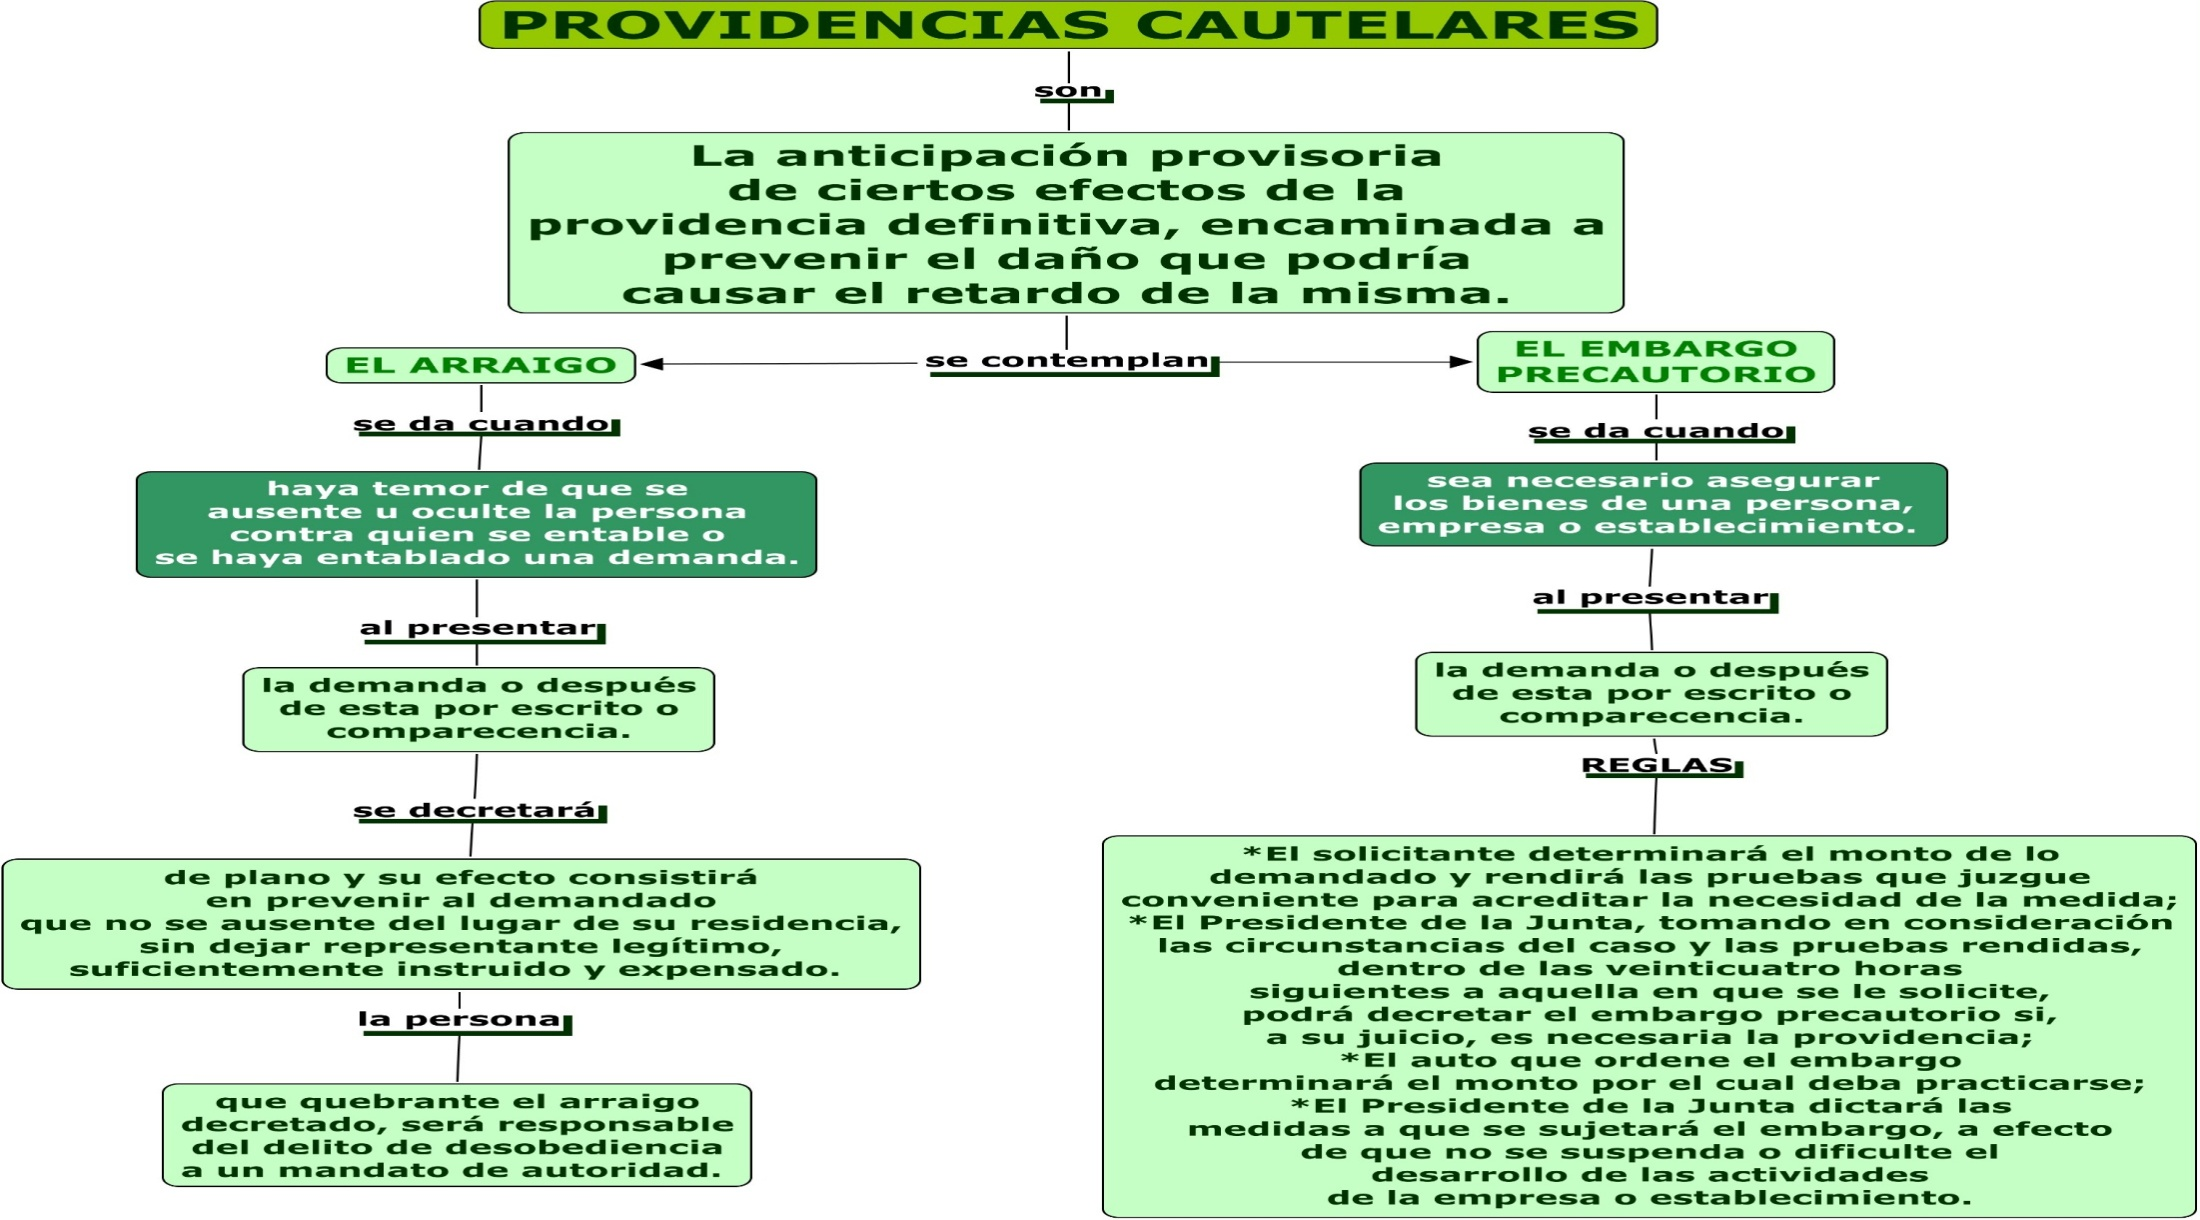 PROVIDENCIAS CAUTELARES
son
La anticipación provisoria
de ciertos efectos de la
providencia definitiva, encaminada a
prevenir el daño que podría
causar el retardo de la misma.
se contemplan
EL ARRAIGO
se da cuando
haya temor de que se
ausente u oculte la persona
contra quien se entable o
se haya entablado una demanda.
al presentar
la demanda o después
de esta por escrito o
comparecencia.
se decretará
de plano y su efecto consistirá
en prevenir al demandado
que no se ausente del lugar de su residencia,
sin dejar representante legítimo,
suficientemente instruido y expensado.
la persona
que quebrante el arraigo
decretado, será responsable
del delito de desobediencia
a un mandato de autoridad.
EL EMBARGO
PRECAUTORIO
se da cuando
sea necesario asegurar
los bienes de una persona,
empresa o establecimiento.
al presentar
la demanda o después
de esta por escrito o
comparecencia.
REGLAS
*El solicitante determinará el monto de lo
demandado y rendirá las pruebas que juzgue
conveniente para acreditar la necesidad de la medida;
*El Presidente de la Junta, tomando en consideración
las circunstancias del caso y las pruebas rendidas,
dentro de las veinticuatro horas
siguientes a aquella en que se le solicite,
podrá decretar el embargo precautorio si,
a su juicio, es necesaria la providencia;
*El auto que ordene el embargo
determinará el monto por el cual deba practicarse;
*El Presidente de la Junta dictará las
medidas a que se sujetará el embargo, a efecto
de que no se suspenda o dificulte el
desarrollo de las actividades
de la empresa o establecimiento.